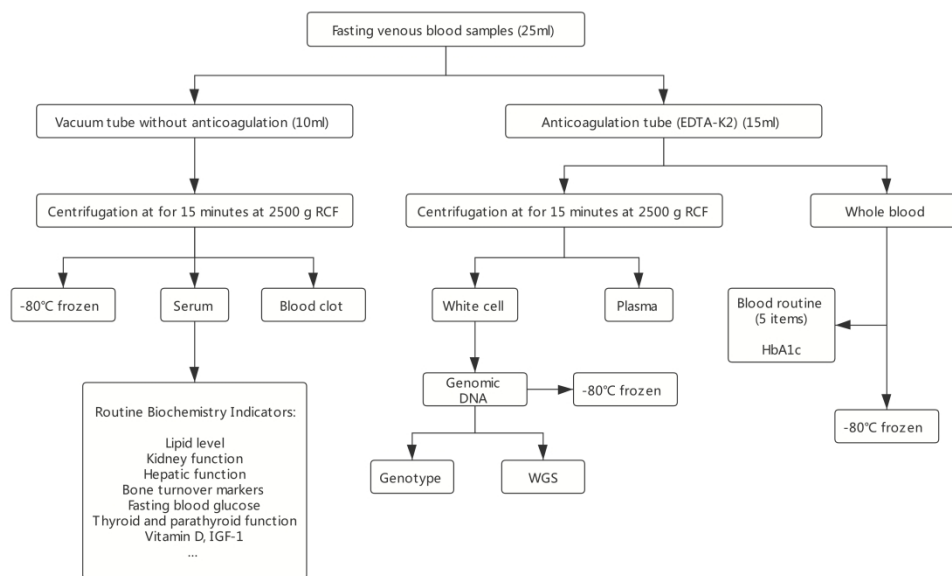 Fasting venous blood samples (25ml)
Vacuum tube without anticoagulation (10ml)
Anticoagulation tube (EDTA-K2) (15ml)
Centrifugation at for 15 minutes at 2500 g RCF
Centrifugation at for 15 minutes at 2500 g RCF
Whole blood
-80℃ frozen
Serum
Blood clot
White cell
Plasma
Blood routine
(5 items)
HbA1c
Genomic
DNA
-80℃ frozen
-80℃ frozen
Routine Biochemistry Indicators:
Lipid level
Kidney function
Hepatic function
Bone turnover markers
Fasting blood glucose
Thyroid and parathyroid function
Vitamin D, IGF-1
...
Genotype
WGS